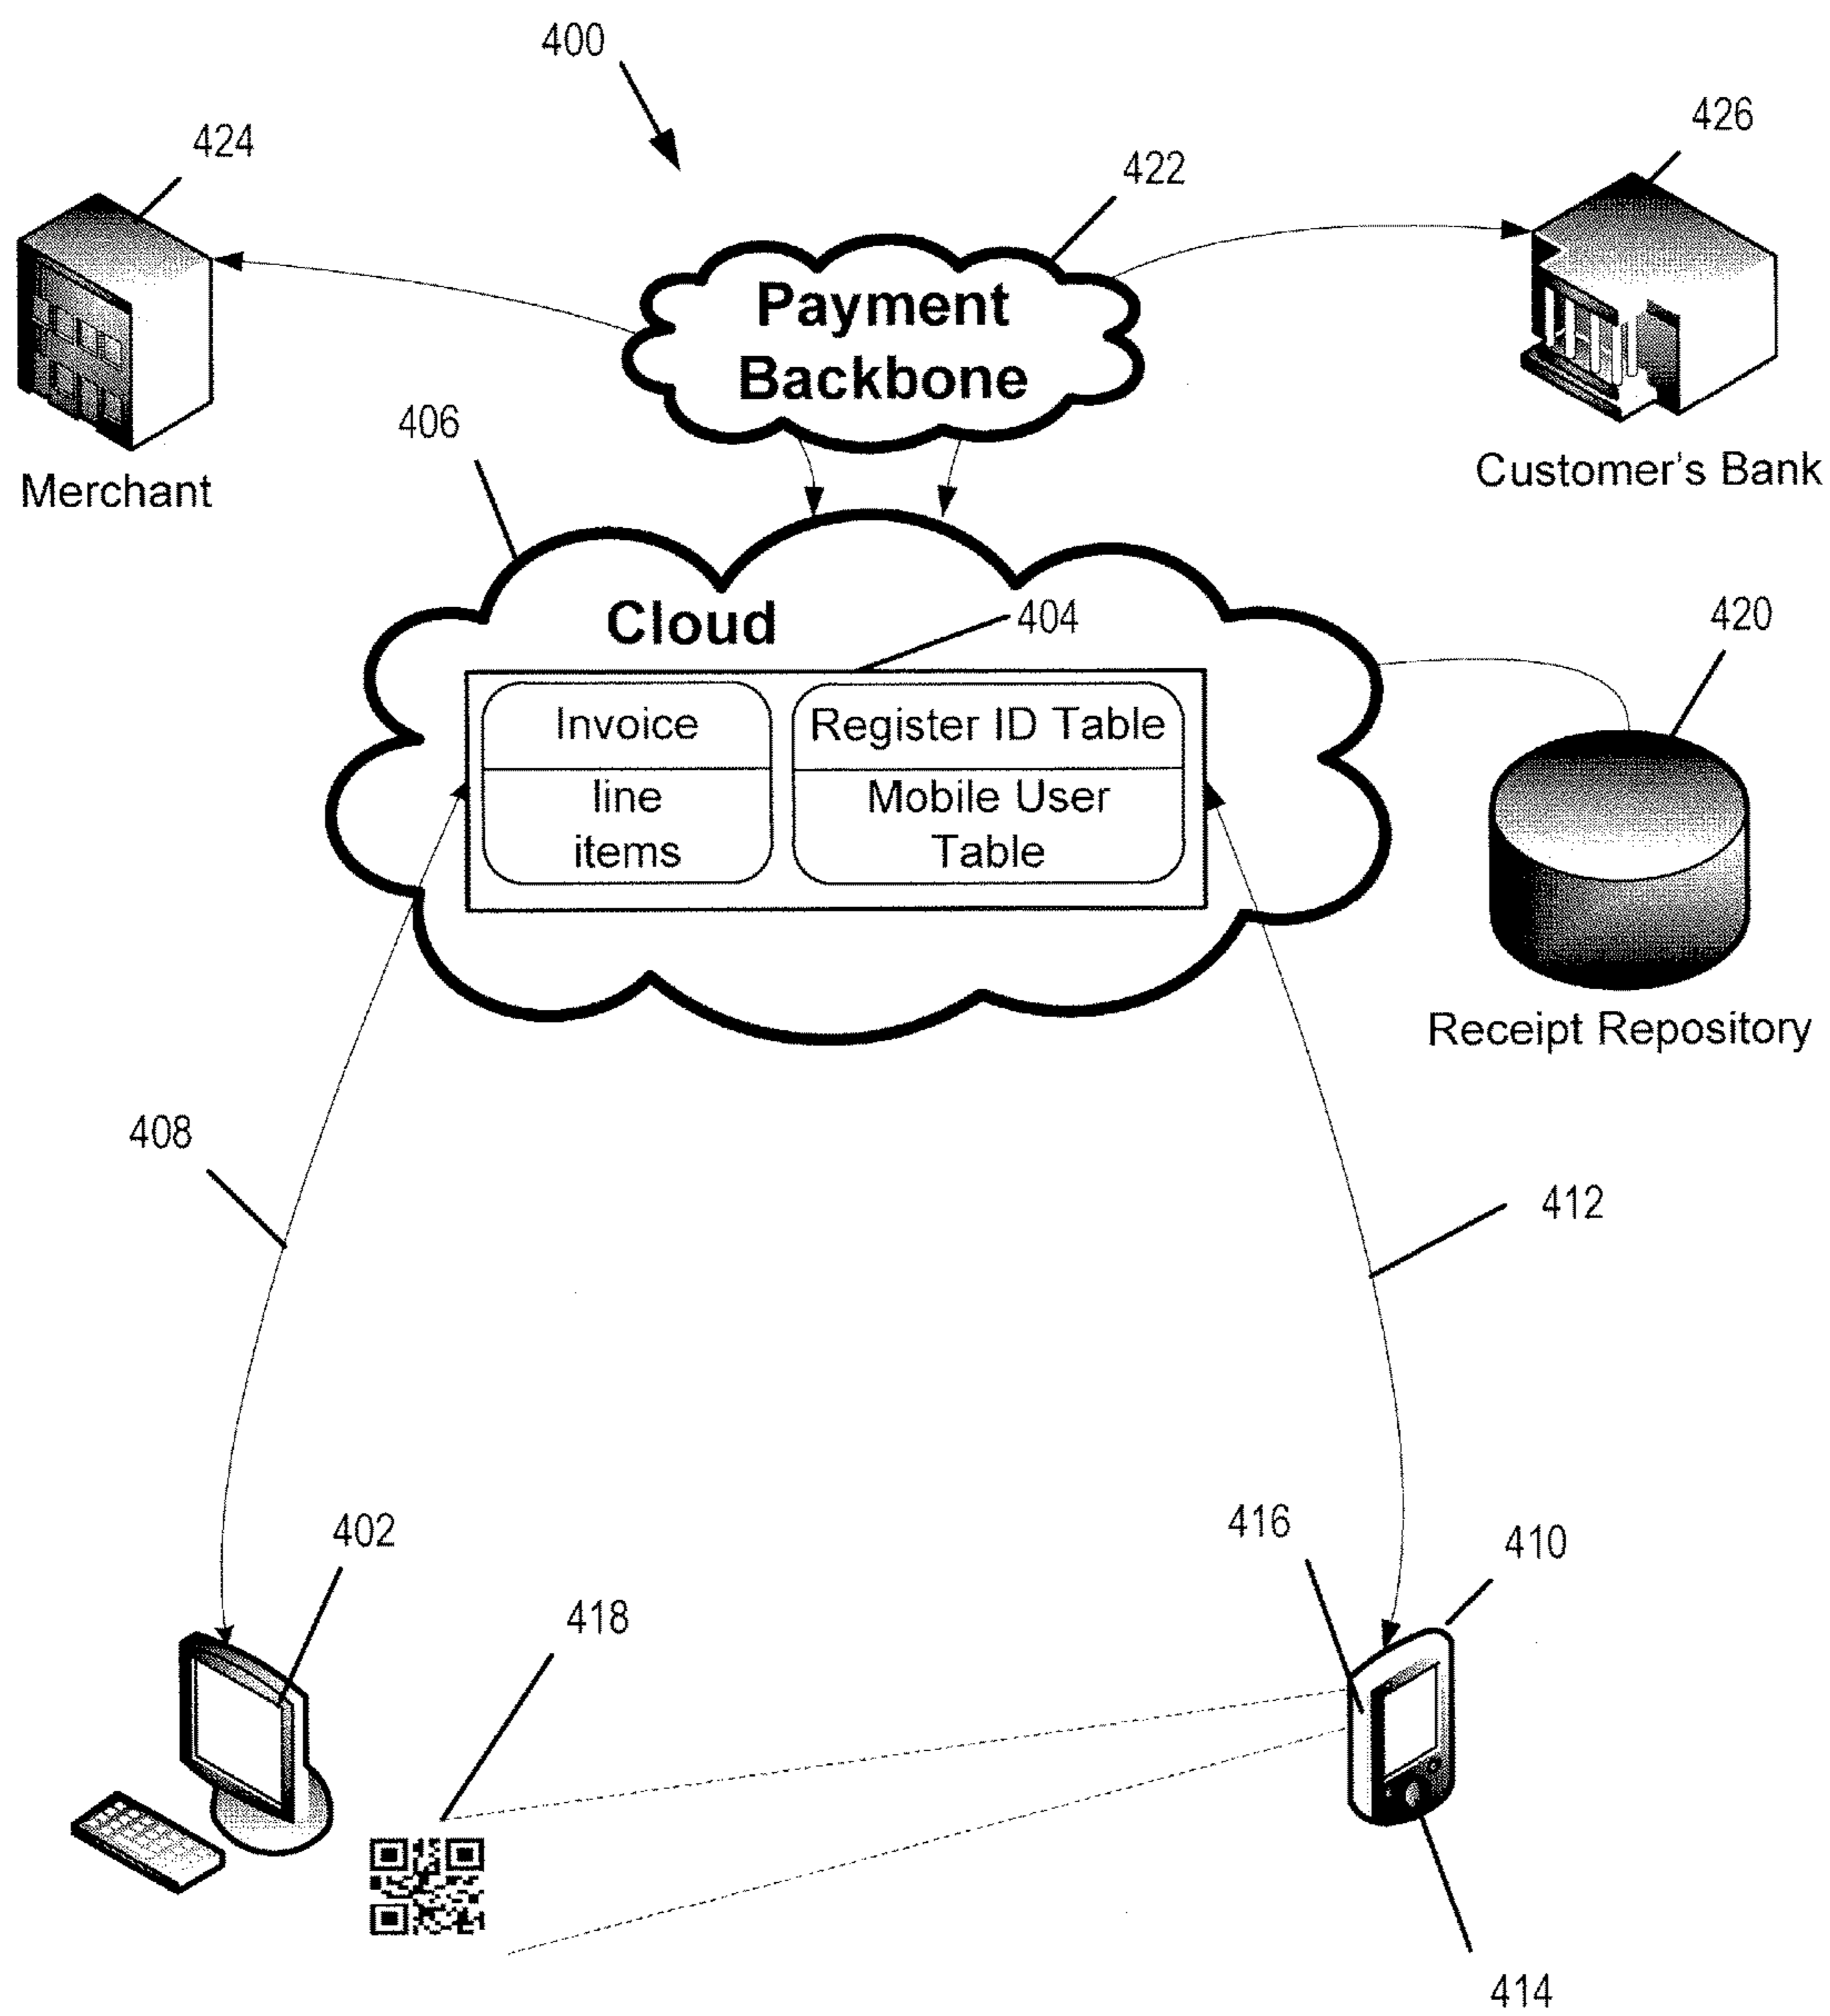 400
424
426
422
Payment
Backbone
406
Merchant
Customer's Bank
Cloud
404
420
Invoice
Register ID Table
line
items
Mobile User
Table
Receipt Repository
408
412
402
416
410
418
414